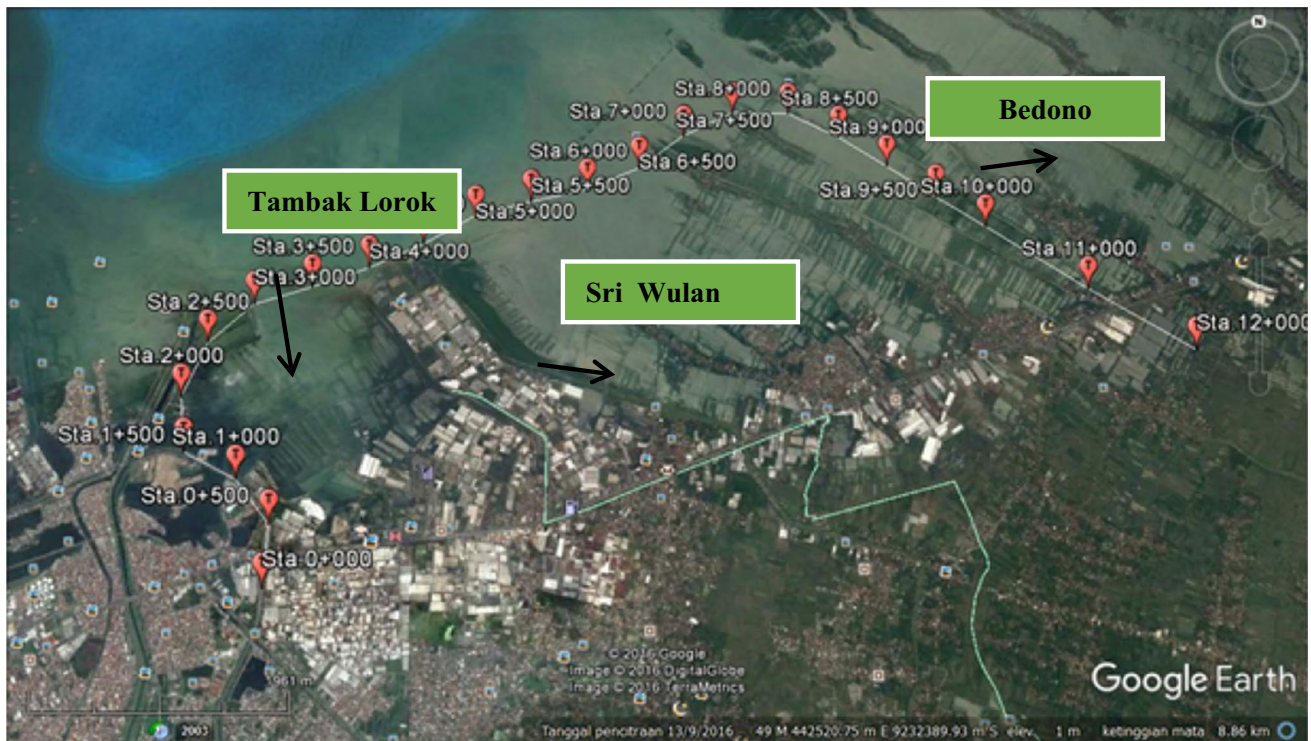 N
Sta.8+000
Sta.7+000
Sta.8+500
Sta.7+500
Sta.9+000
Bedono
Sta.6+000
Sta.6+500
Sta.5+500
Sta.9+500
Sta.10+000
Tambak Lorok
Sta.5+000
Sta.3+500
Sta.4+000
Sta.11+000
Sta.3+000
Sri Wulan
Sta.2+500
Sta.12+000
Sta.2+000
Sta.1+500
Sta.1+000
Sta.0+500
Sta.0+000
© 2016 Google
Image © 2016 DigitalGlobe
Image © 2016 TerraMetrics
Google Earth
2003
Tanggal pencitraan 13/9/2016 49 M 442520.75 m E 9232389.93 m S elev 1 m ketinggian mata 8.86 km